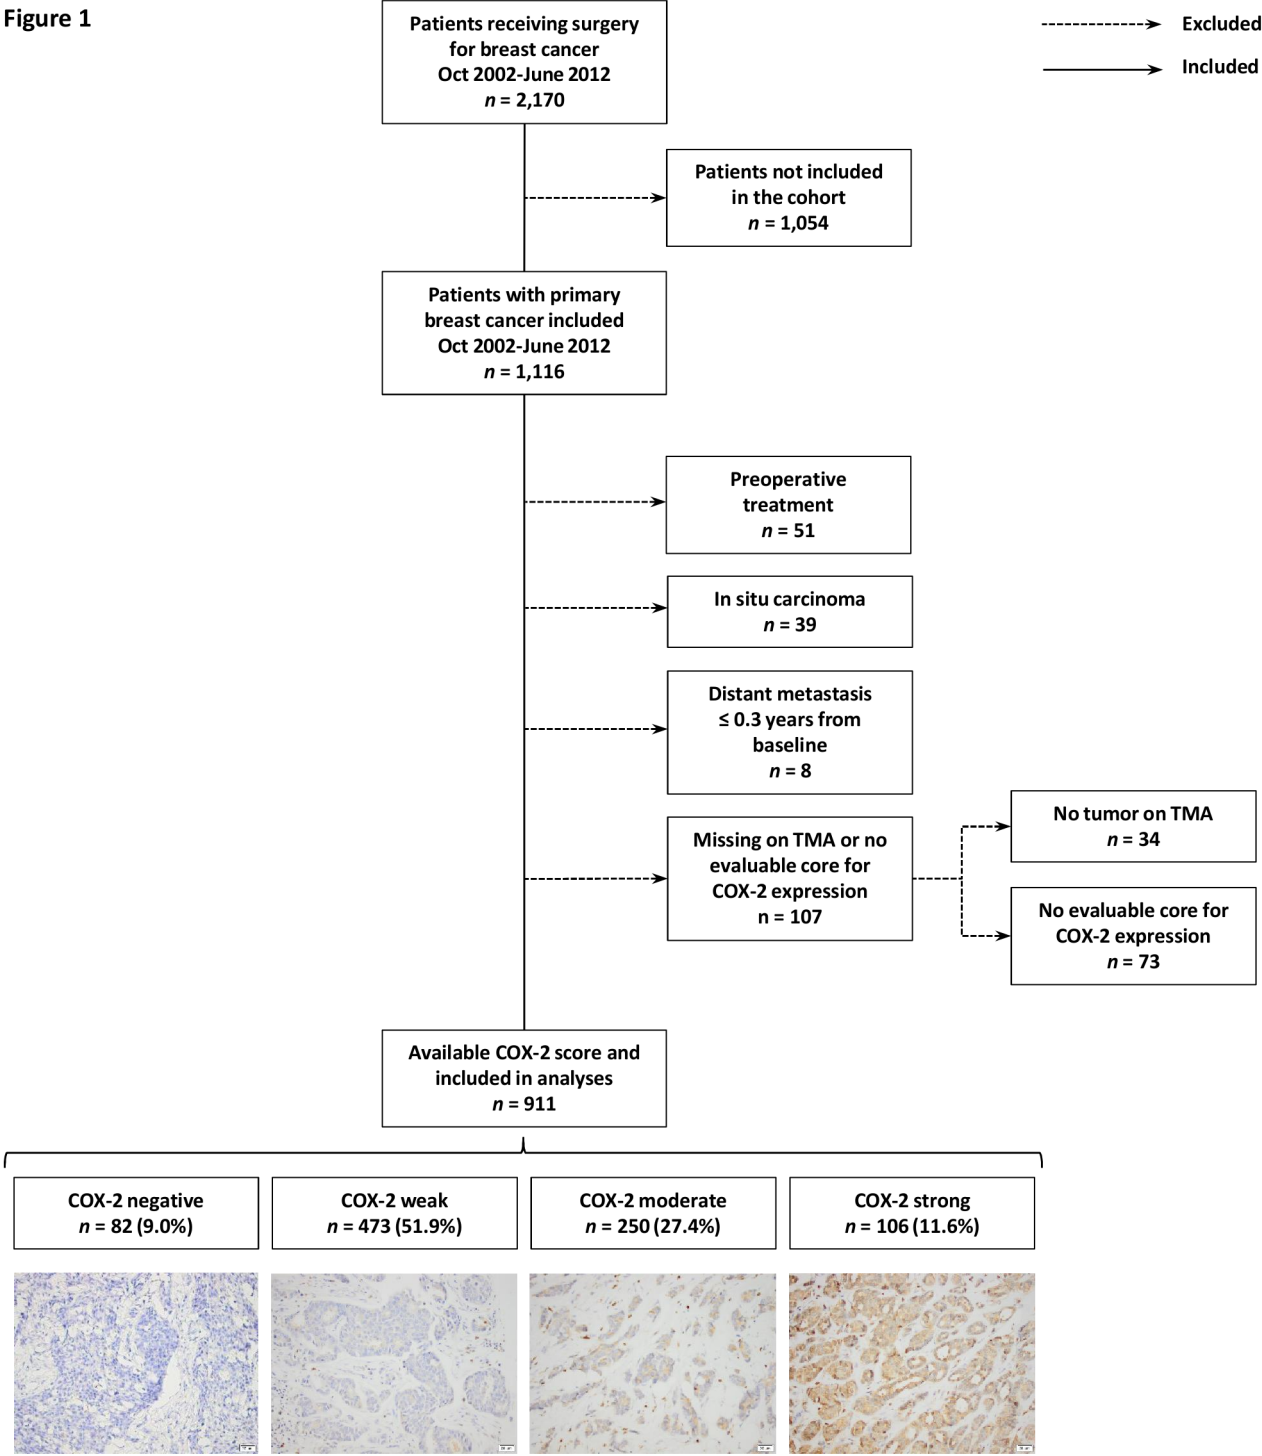 Figure 1
Excluded
Included
Patients receiving surgery
for breast cancer
Oct 2002-June 2012
n = 2,170
Patients not included
in the cohort
n = 1,054
Patients with primary
breast cancer included
Oct 2002-June 2012
n = 1,116
Preoperative
treatment
n = 51
In situ carcinoma
n = 39
Distant metastasis
≤ 0.3 years from
baseline
n = 8
Missing on TMA or no
evaluable core for
COX-2 expression
n = 107
No tumor on TMA
n = 34
No evaluable core for
COX-2 expression
n = 73
Available COX-2 score and
included in analyses
n = 911
COX-2 negative
n = 82 (9.0%)
COX-2 weak
n = 473 (51.9%)
COX-2 moderate
n = 250 (27.4%)
COX-2 strong
n = 106 (11.6%)